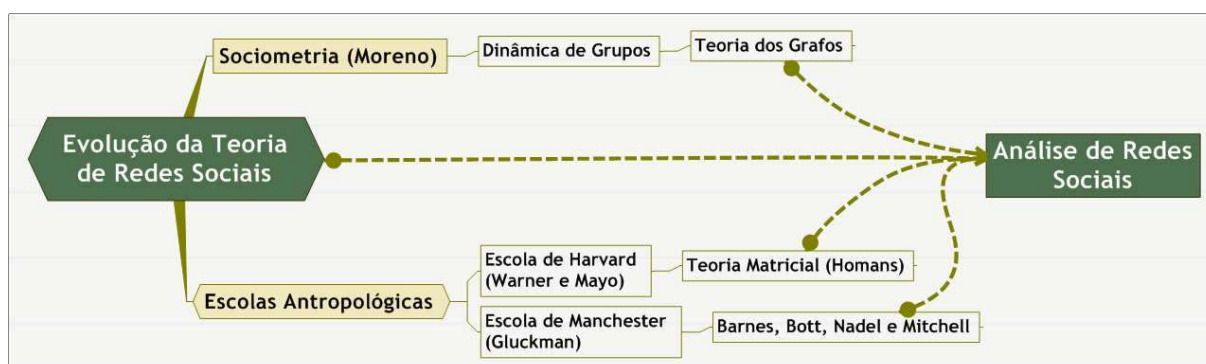 Sociometria (Moreno)
Dinâmica de Grupos
Teoria dos Grafos
Evolução da Teoria
de Redes Sociais
Análise de Redes
Sociais
Escolas Antropológicas
Escola de Harvard
(Warner e Mayo)
Teoria Matricial (Homans)
Escola de Manchester
(Gluckman)
Barnes, Bott, Nadel e Mitchell